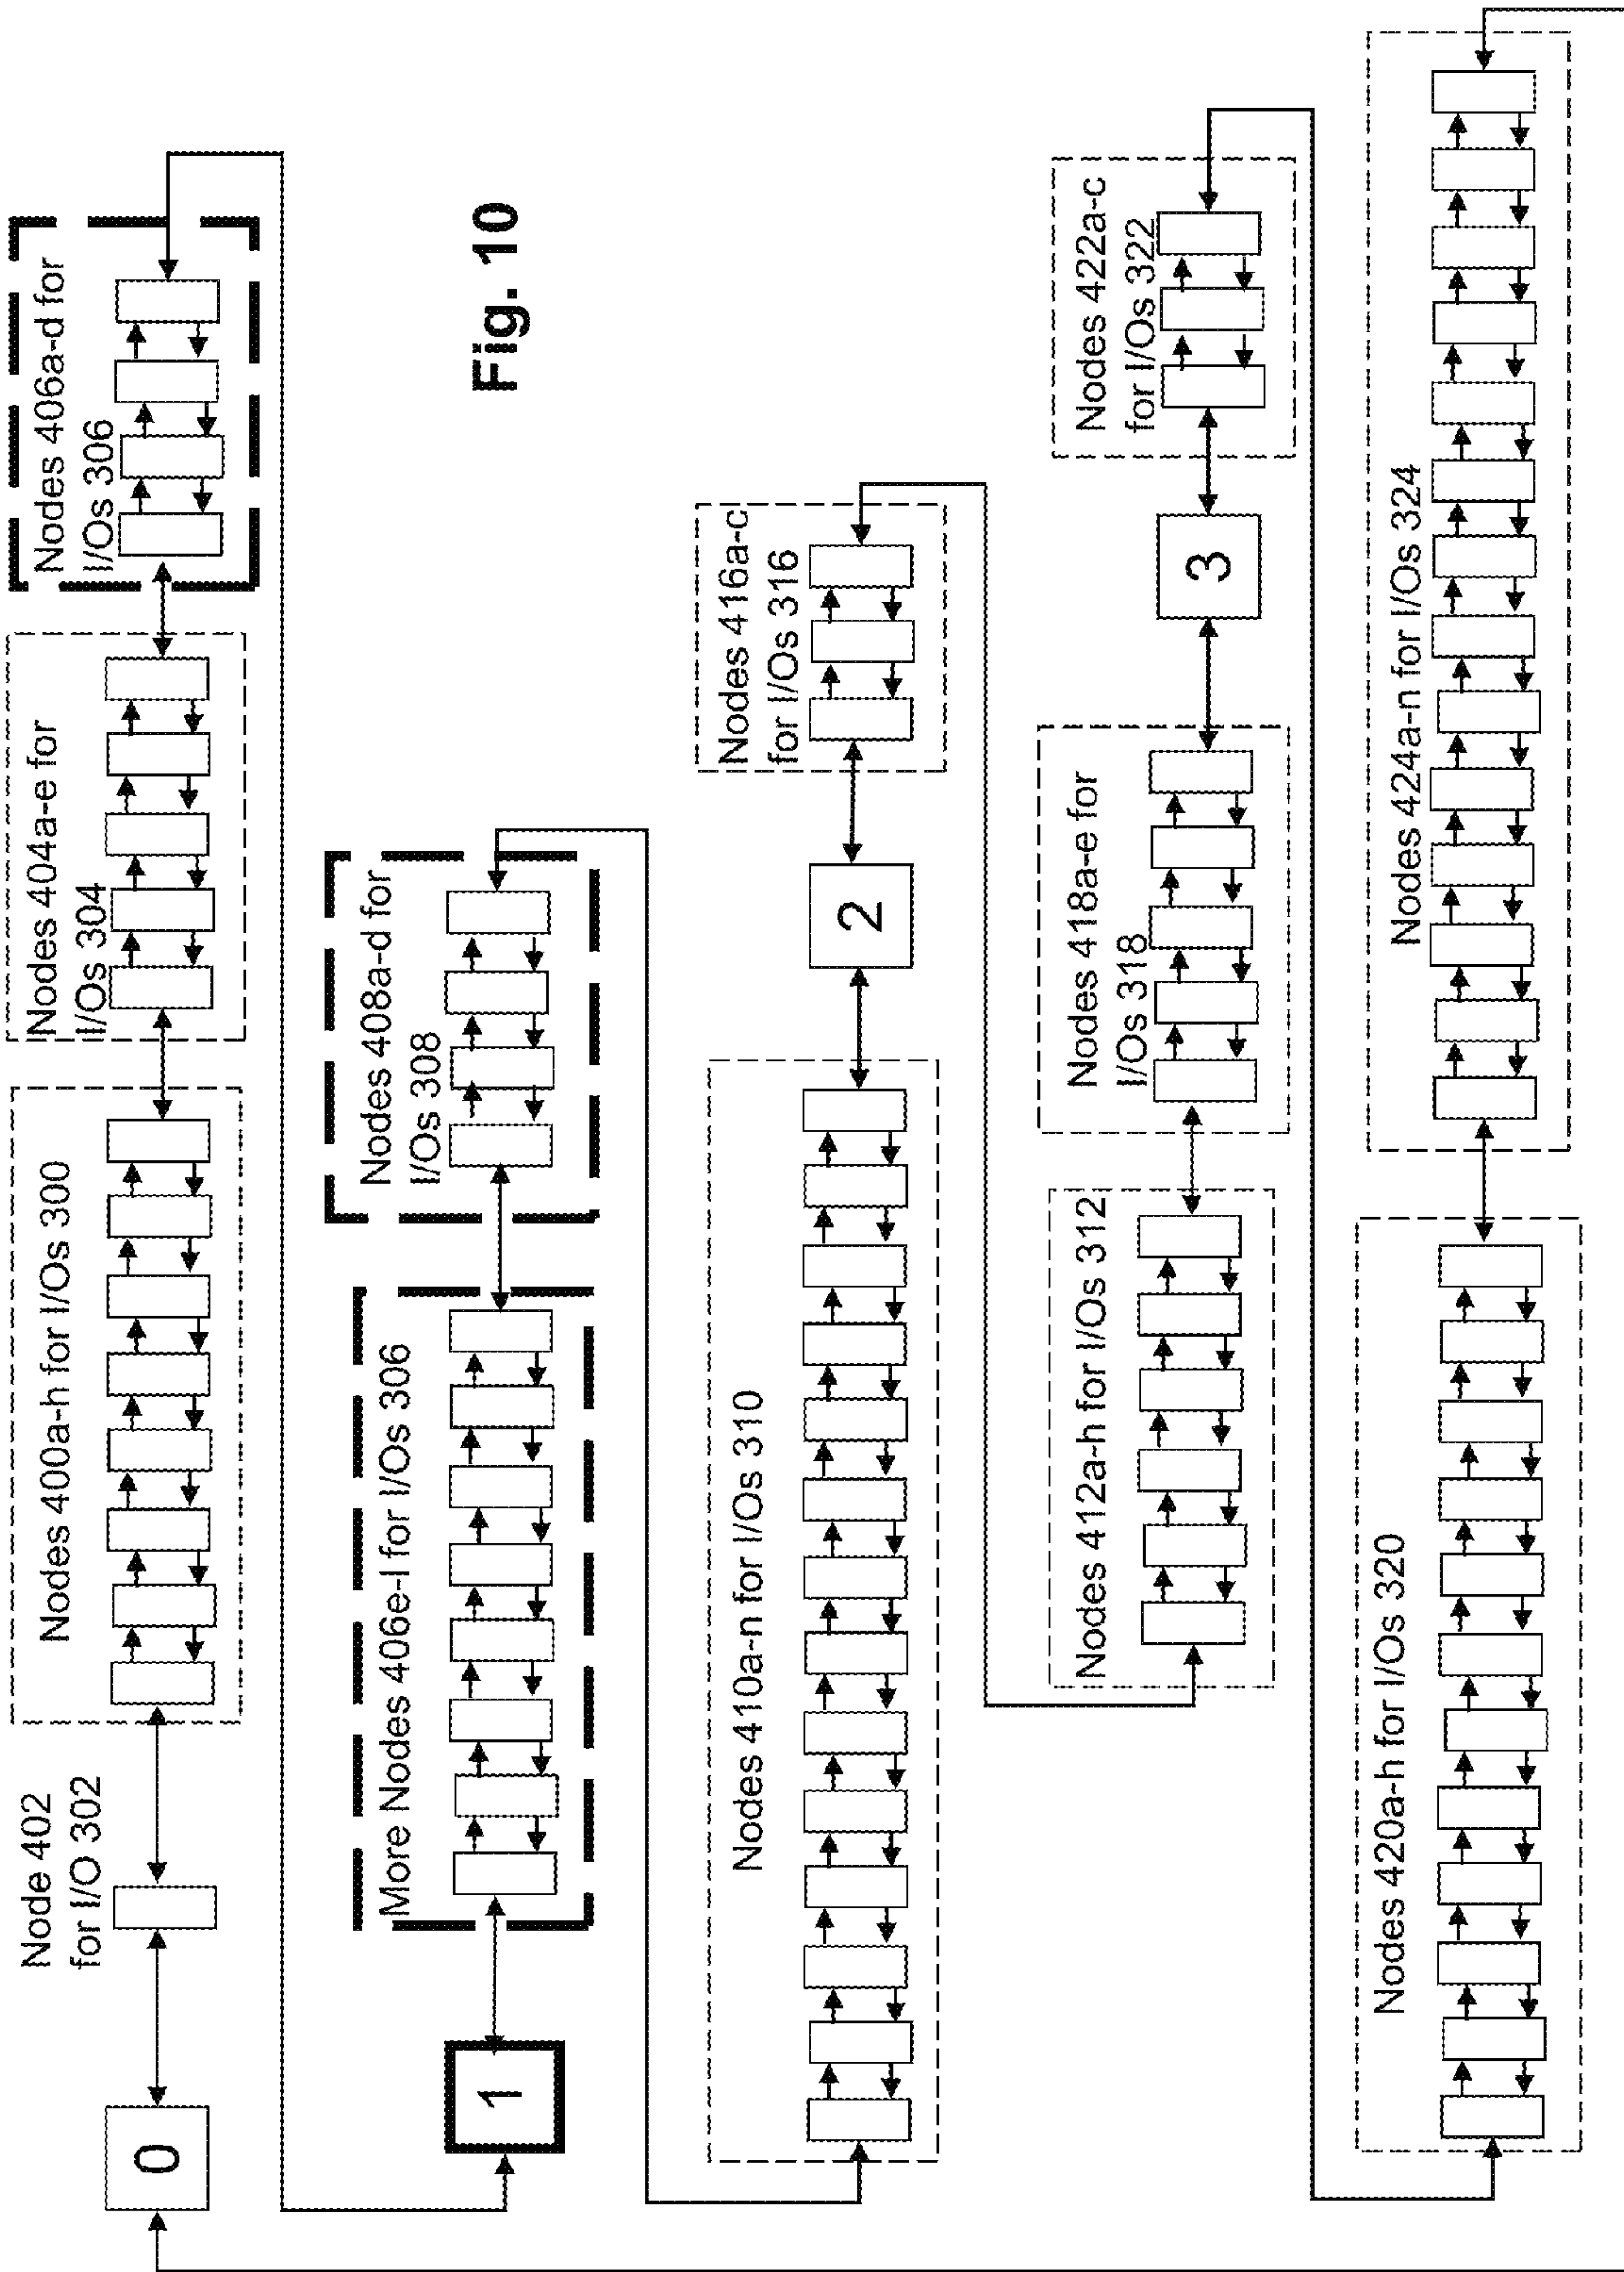 0
Node 402
for I/O 302
Nodes 400a-h for I/Os 300
Nodes 404a-e for
I/Os 304
Nodes 406a-d for
I/Os 306
1
More Nodes 406e-l for I/Os 306
Nodes 408a-d for
I/Os 308
Fig. 10
Nodes 410a-n for I/Os 310
2
Nodes 416a-c
for I/Os 316
Nodes 412a-h for I/Os 312
Nodes 418a-e for
I/Os 318
3
Nodes 422a-c
for I/Os 322
Nodes 420a-h for I/Os 320
Nodes 424a-n for I/Os 324